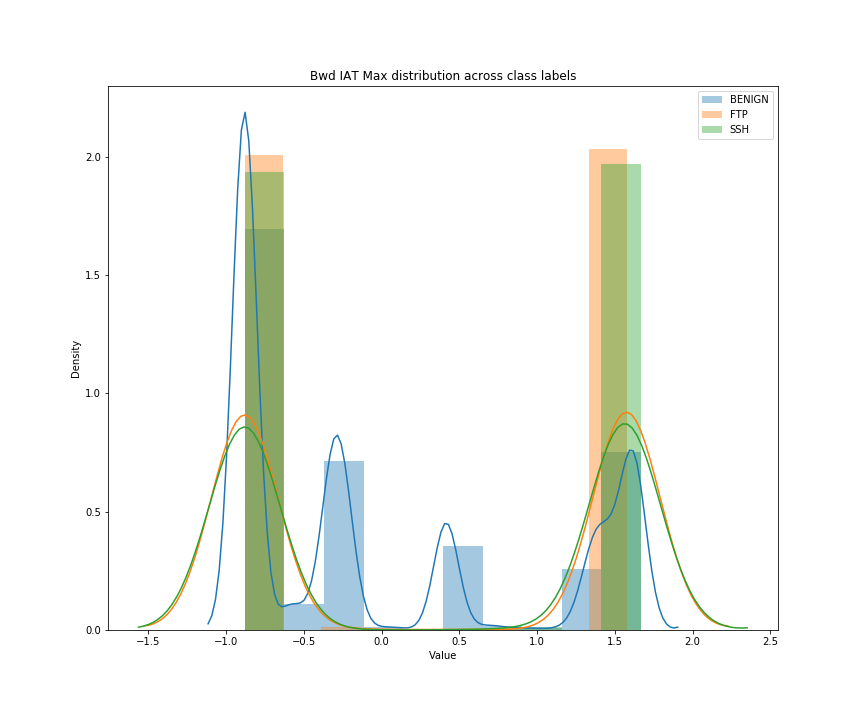 Bwd IAT Max distribution across class labels
BENIGN
FTP
SSH
2.0
1.5
1.0
0.5
0.0
Density
−1.5 −1.0 −0.5 0.0 0.5 1.0 1.5 2.0 2.5
Value